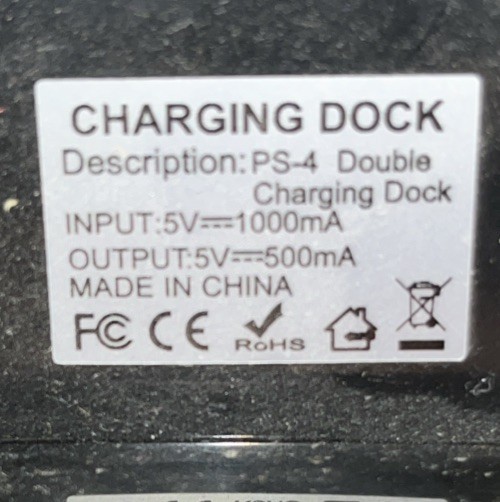 CHARGING DOCK
Description: PS-4 Double
Charging Dock
INPUT:5V⎓1000mA
OUTPUT:5V⎓500mA
MADE IN CHINA
FC CE RoHS